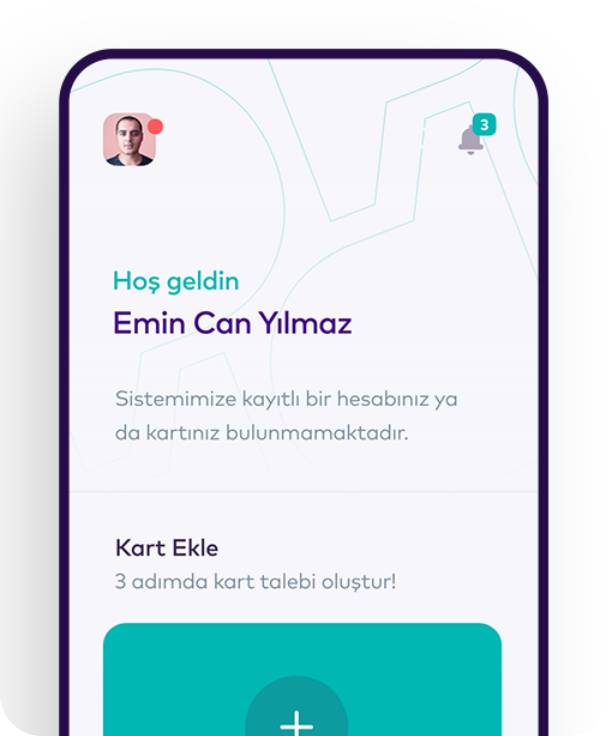 3
Hoş geldin
Emin Can Yılmaz
Sistemimize kayıtlı bir hesabınız ya
da kartınız bulunmamaktadır.
Kart Ekle
3 adımda kart talebi oluştur!